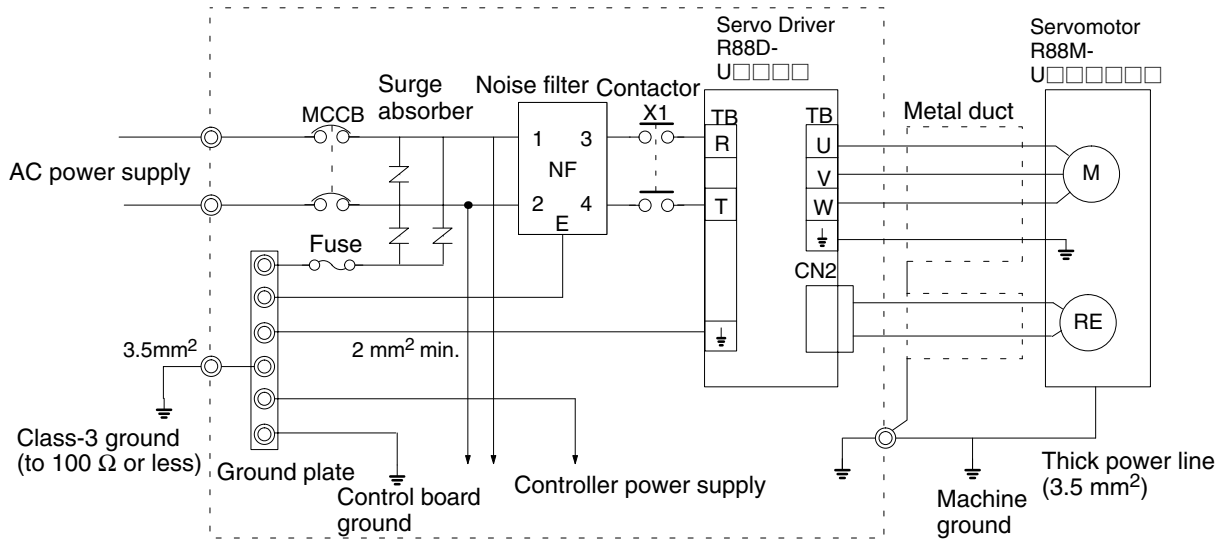 Servo Driver
R88D-
U□□□□
Servomotor
R88M-
U□□□□□□
Surge
absorber
Noise filter
Contactor
MCCB
X1
TB
TB
Metal duct
1
3
R
U
AC power supply
NF
V
M
2
4
T
W
E
Fuse
CN2
RE
3.5mm²
2 mm² min.
Class-3 ground
(to 100 Ω or less)
Ground plate
Control board
ground
Controller power supply
Machine
ground
Thick power line
(3.5 mm²)